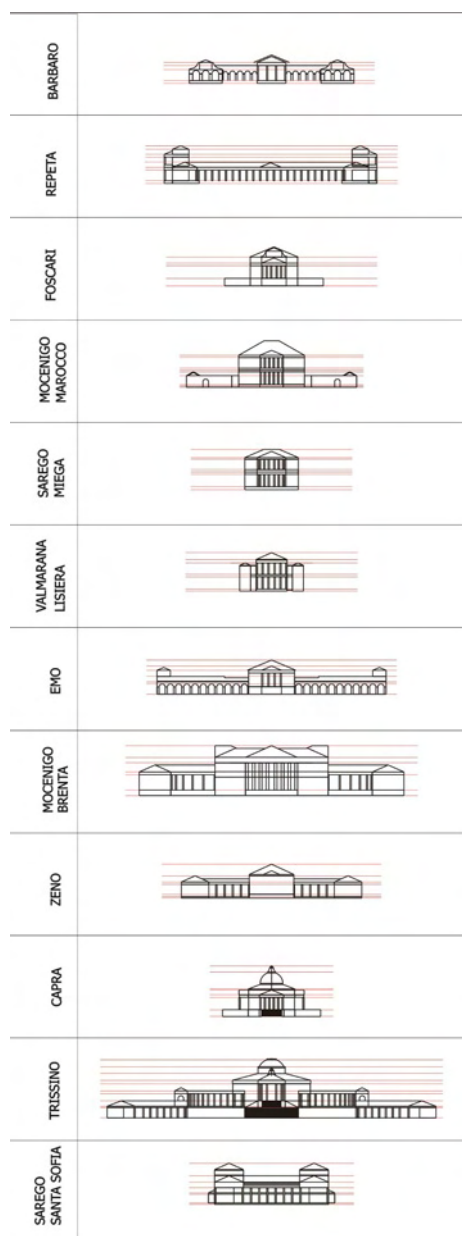 BARBARO
REPETA
FOSCARI
MOCENIGO
MAROCCO
SAREGO
MIEGA
VALMARANA
LISIERA
EMO
MOCENIGO
BRENTA
ZENO
CAPRA
TRISSINO
SAREGO
SANTA SOFIA